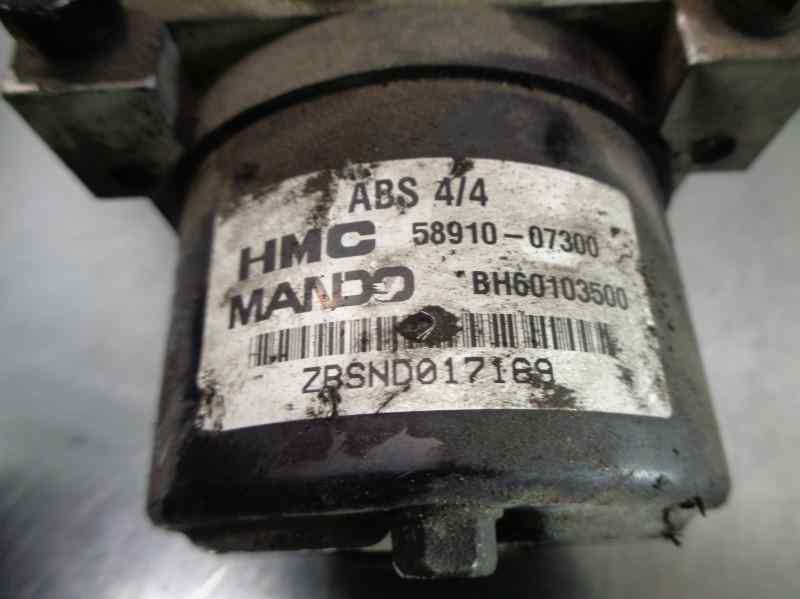 ABS 4/4
HMC 58910-07300
MANDO BH60103500
ZBSND017169